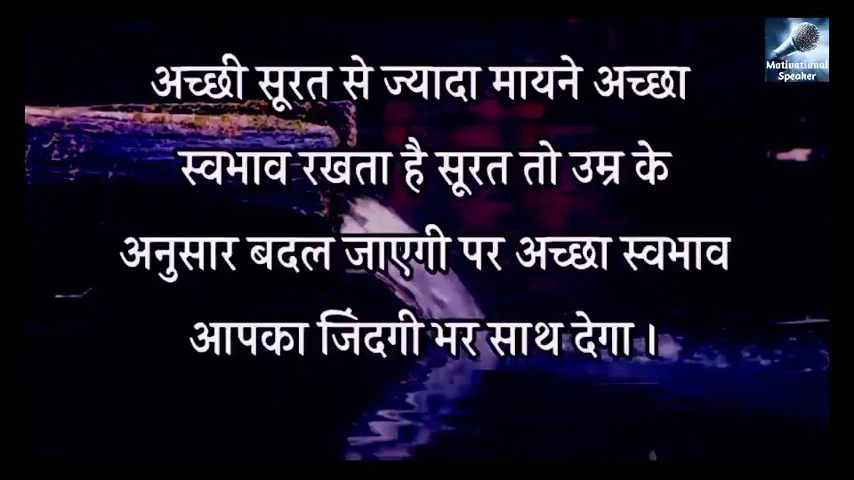 Motivational
Speaker
अच्छी सूरत से ज्यादा मायने अच्छा
स्वभाव रखता है सूरत तो उम्र के
अनुसार बदल जाएगी पर अच्छा स्वभाव
आपका जिंदगी भर साथ देगा ।